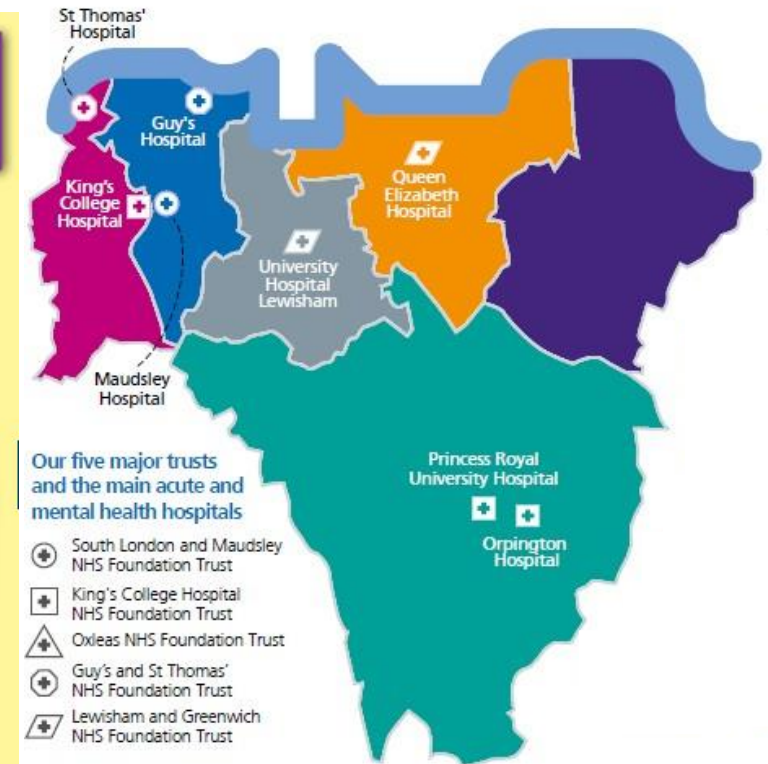 St Thomas'
Hospital
Guy's
Hospital
King's
College
Hospital
Queen
Elizabeth
Hospital
University
Hospital
Lewisham
Maudsley
Hospital
Princess Royal
University Hospital
Orpington
Hospital
Our five major trusts
and the main acute and
mental health hospitals
South London and Maudsley
NHS Foundation Trust
King's College Hospital
NHS Foundation Trust
Oxleas NHS Foundation Trust
Guy's and St Thomas'
NHS Foundation Trust
Lewisham and Greenwich
NHS Foundation Trust